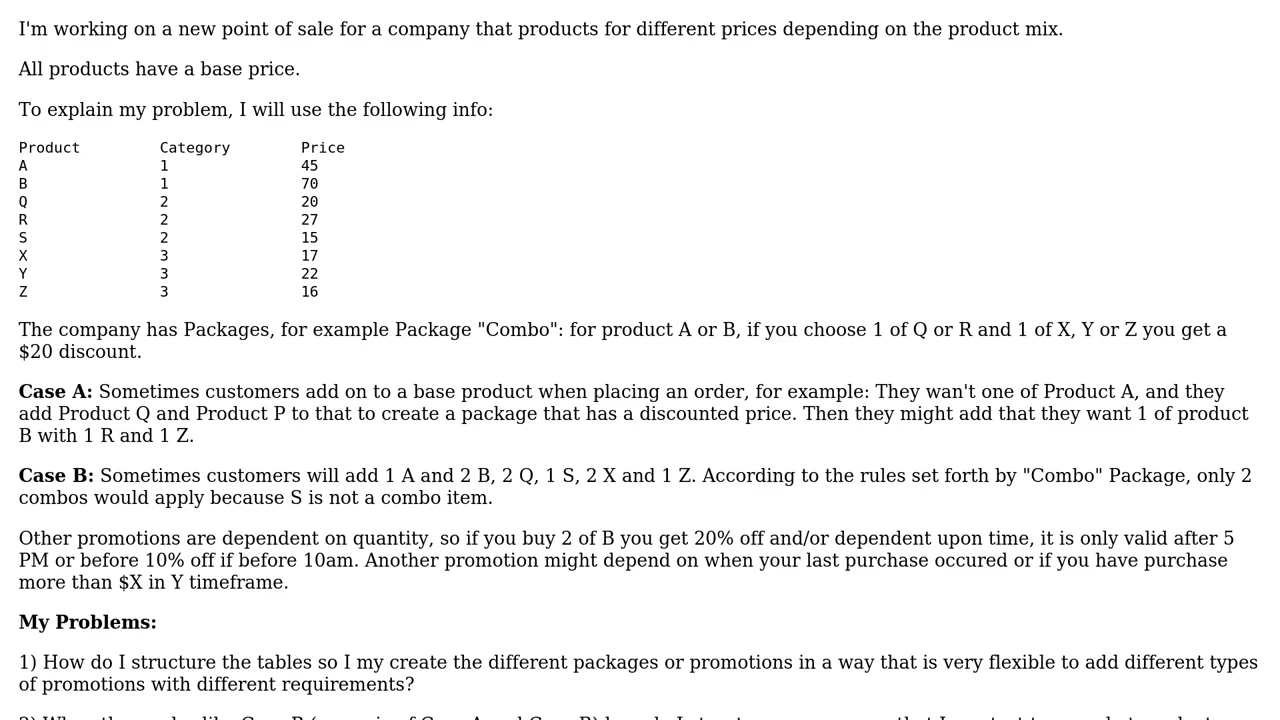 I'm working on a new point of sale for a company that products for different prices depending on the product mix.
All products have a base price.
To explain my problem, I will use the following info:
Product Category Price
A 1 45
B 1 70
Q 2 20
R 2 27
S 2 15
X 3 17
Y 3 22
Z 3 16
The company has Packages, for example Package "Combo": for product A or B, if you choose 1 of Q or R and 1 of X, Y or Z you get a
$20 discount.
Case A: Sometimes customers add on to a base product when placing an order, for example: They wan't one of Product A, and they
add Product Q and Product P to that to create a package that has a discounted price. Then they might add that they want 1 of product
B with 1 R and 1 Z.
Case B: Sometimes customers will add 1 A and 2 B, 2 Q, 1 S, 2 X and 1 Z. According to the rules set forth by "Combo" Package, only 2
combos would apply because S is not a combo item.
Other promotions are dependent on quantity, so if you buy 2 of B you get 20% off and/or dependent upon time, it is only valid after 5
PM or before 10% off if before 10am. Another promotion might depend on when your last purchase occured or if you have purchase
more than $X in Y timeframe.
My Problems:
1) How do I structure the tables so I my create the different packages or promotions in a way that is very flexible to add different types
of promotions with different requirements?